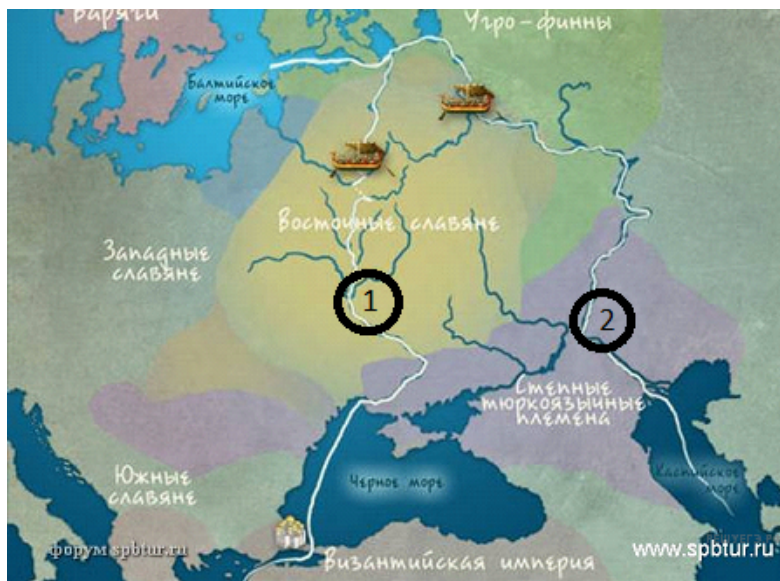 Варяги
Угро-финны
Балтийское
море
Восточные славяне
Западные
славяне
1
2
Степные
тюркоязычные
племена
Южные
славяне
Черное море
Каспийское
море
форум spbtur.ru
www.spbtur.ru
Византийская империя